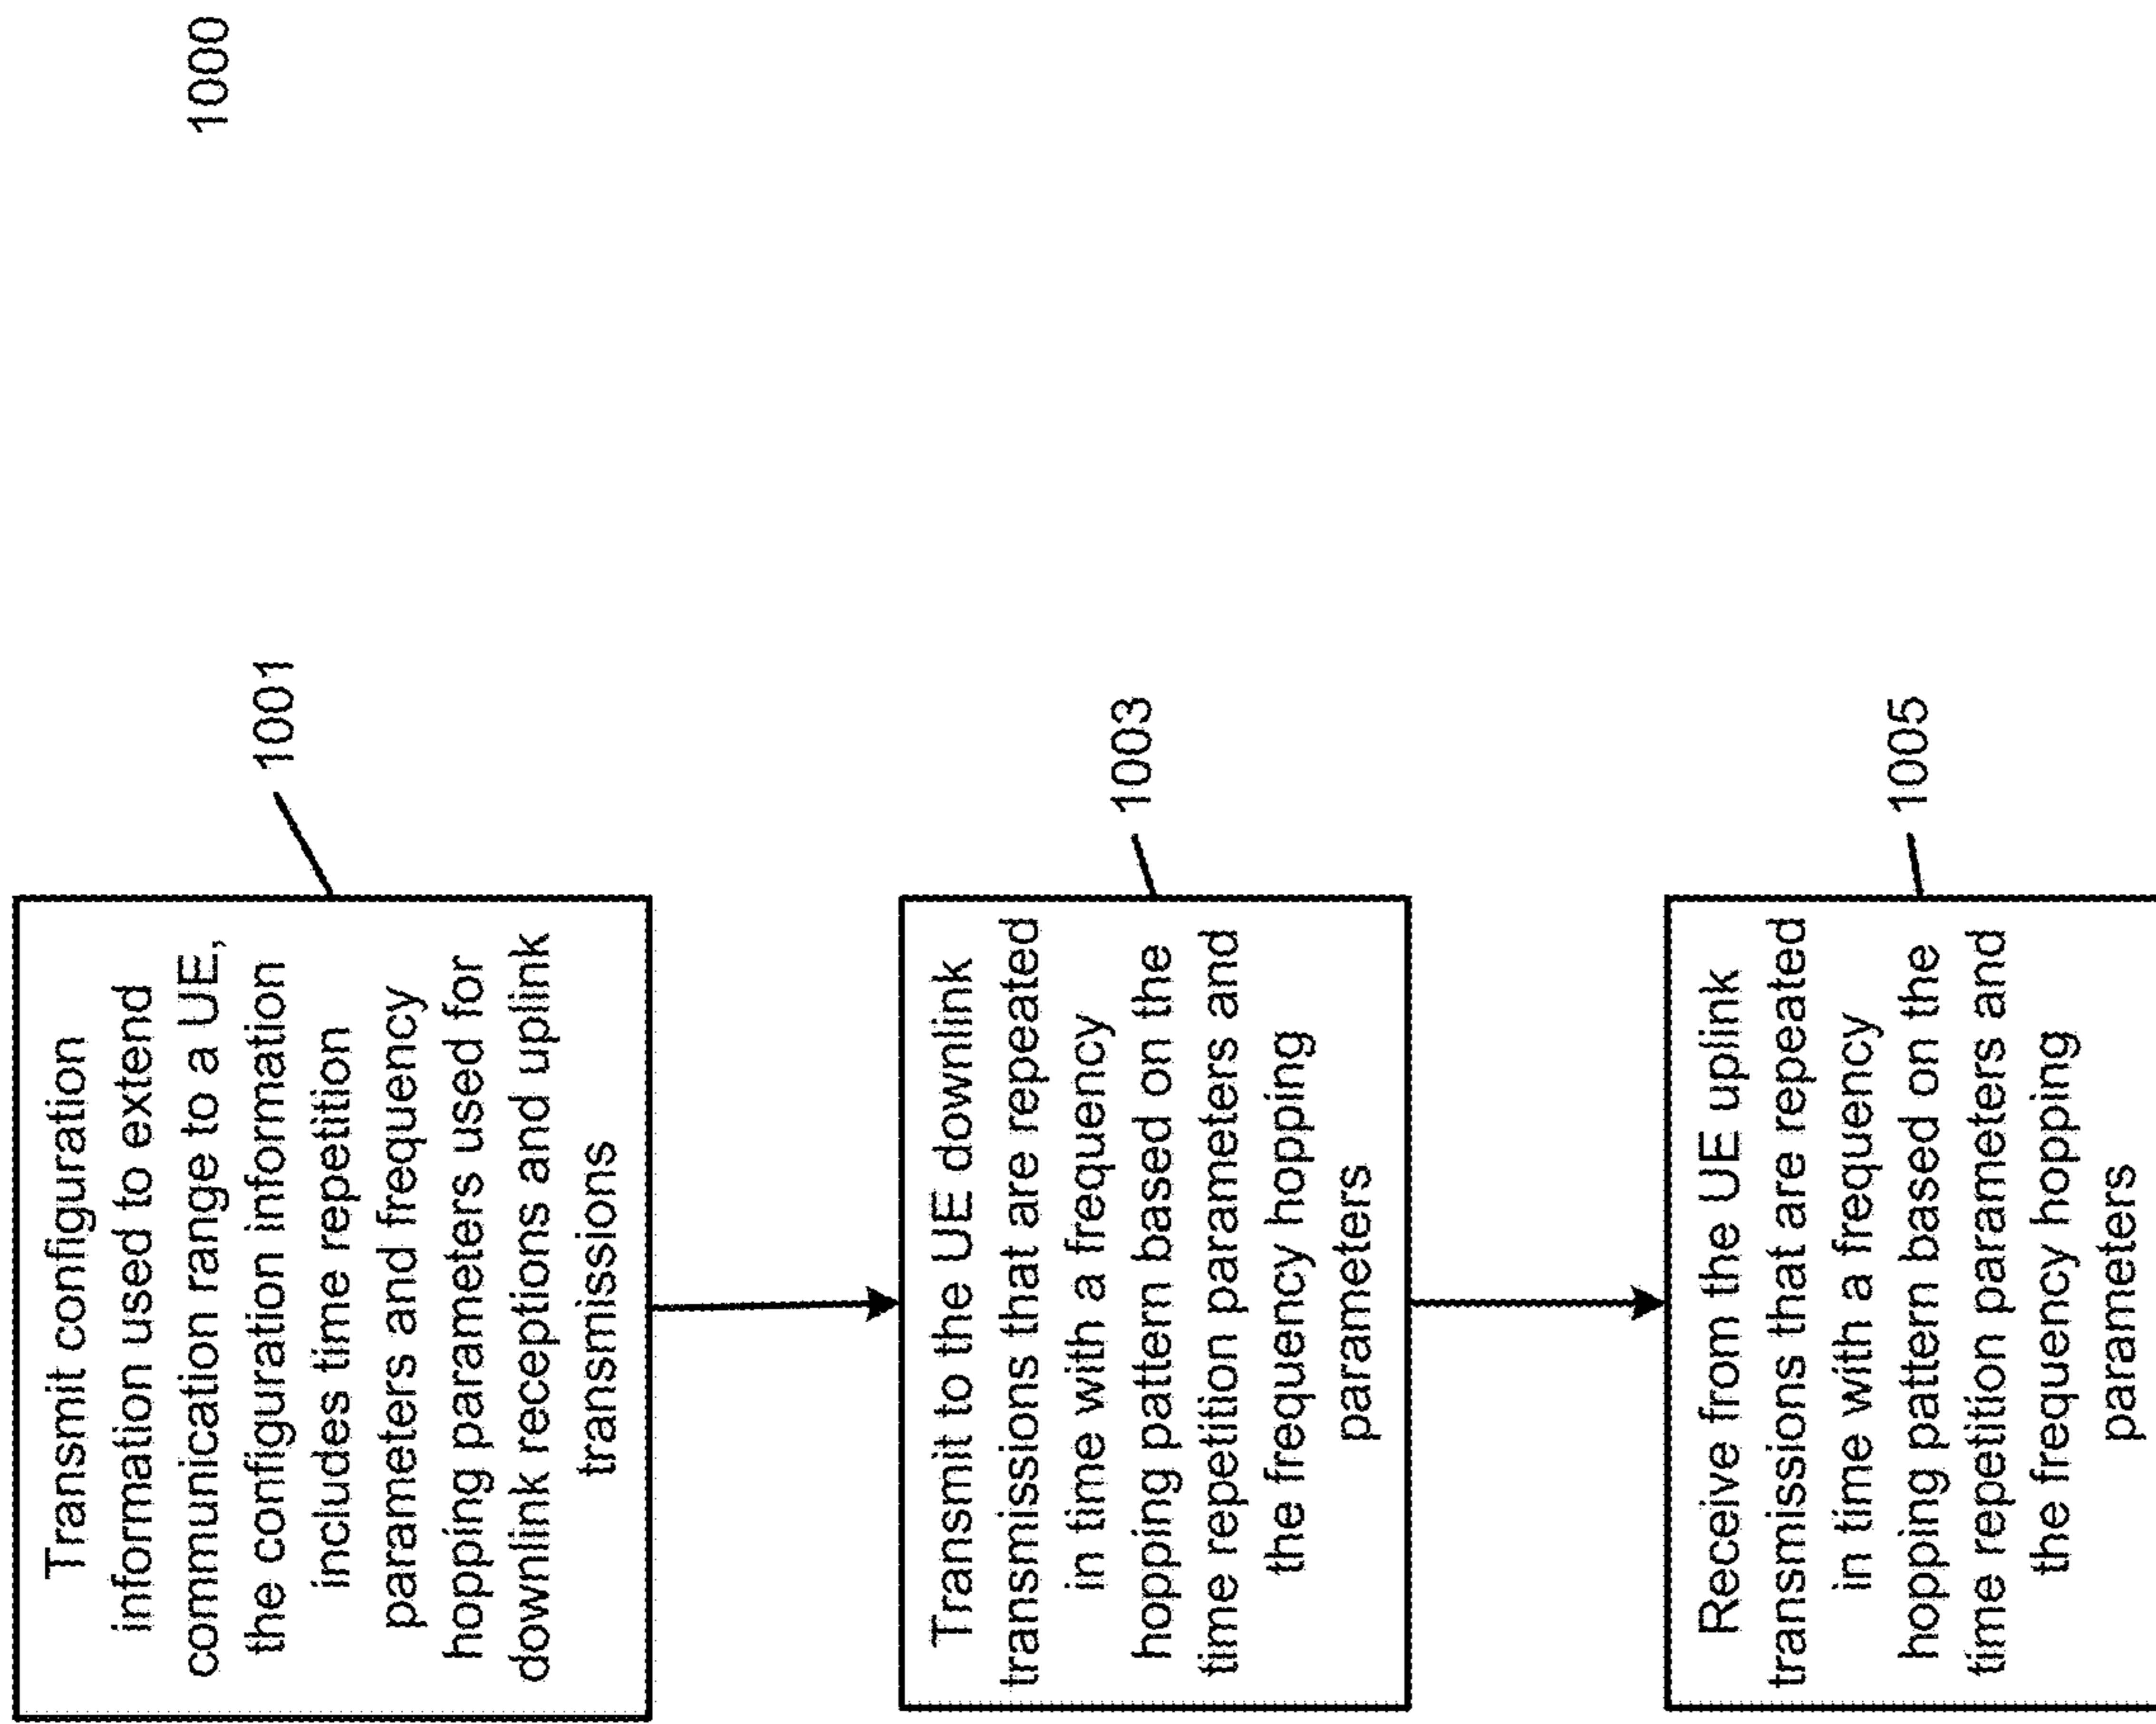 1000
Transmit configuration
information used to extend
communication range to a UE,
the configuration information
includes time repetition
parameters and frequency
hopping parameters used for
downlink receptions and uplink
transmissions
1001
Transmit to the UE downlink
transmissions that are repeated
in time with a frequency
hopping pattern based on the
time repetition parameters and
the frequency hopping
parameters
1003
Receive from the UE uplink
transmissions that are repeated
in time with a frequency
hopping pattern based on the
time repetition parameters and
the frequency hopping
parameters
1005